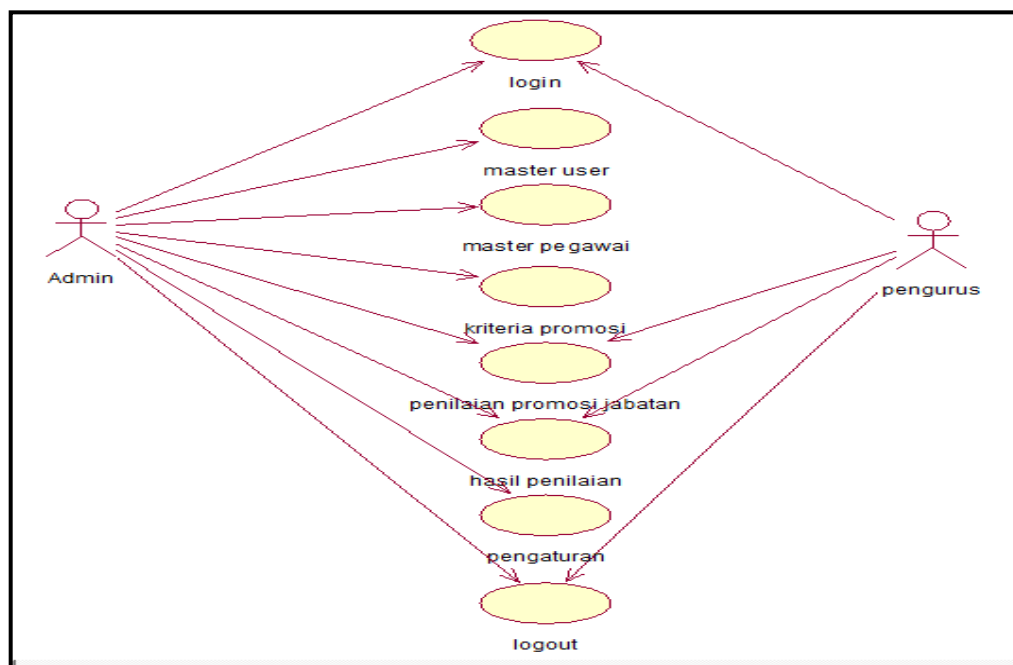 login
master user
master pegawai
Admin
pengurus
kriteria promosi
penilaian promosi jabatan
hasil penilaian
pengaturan
logout